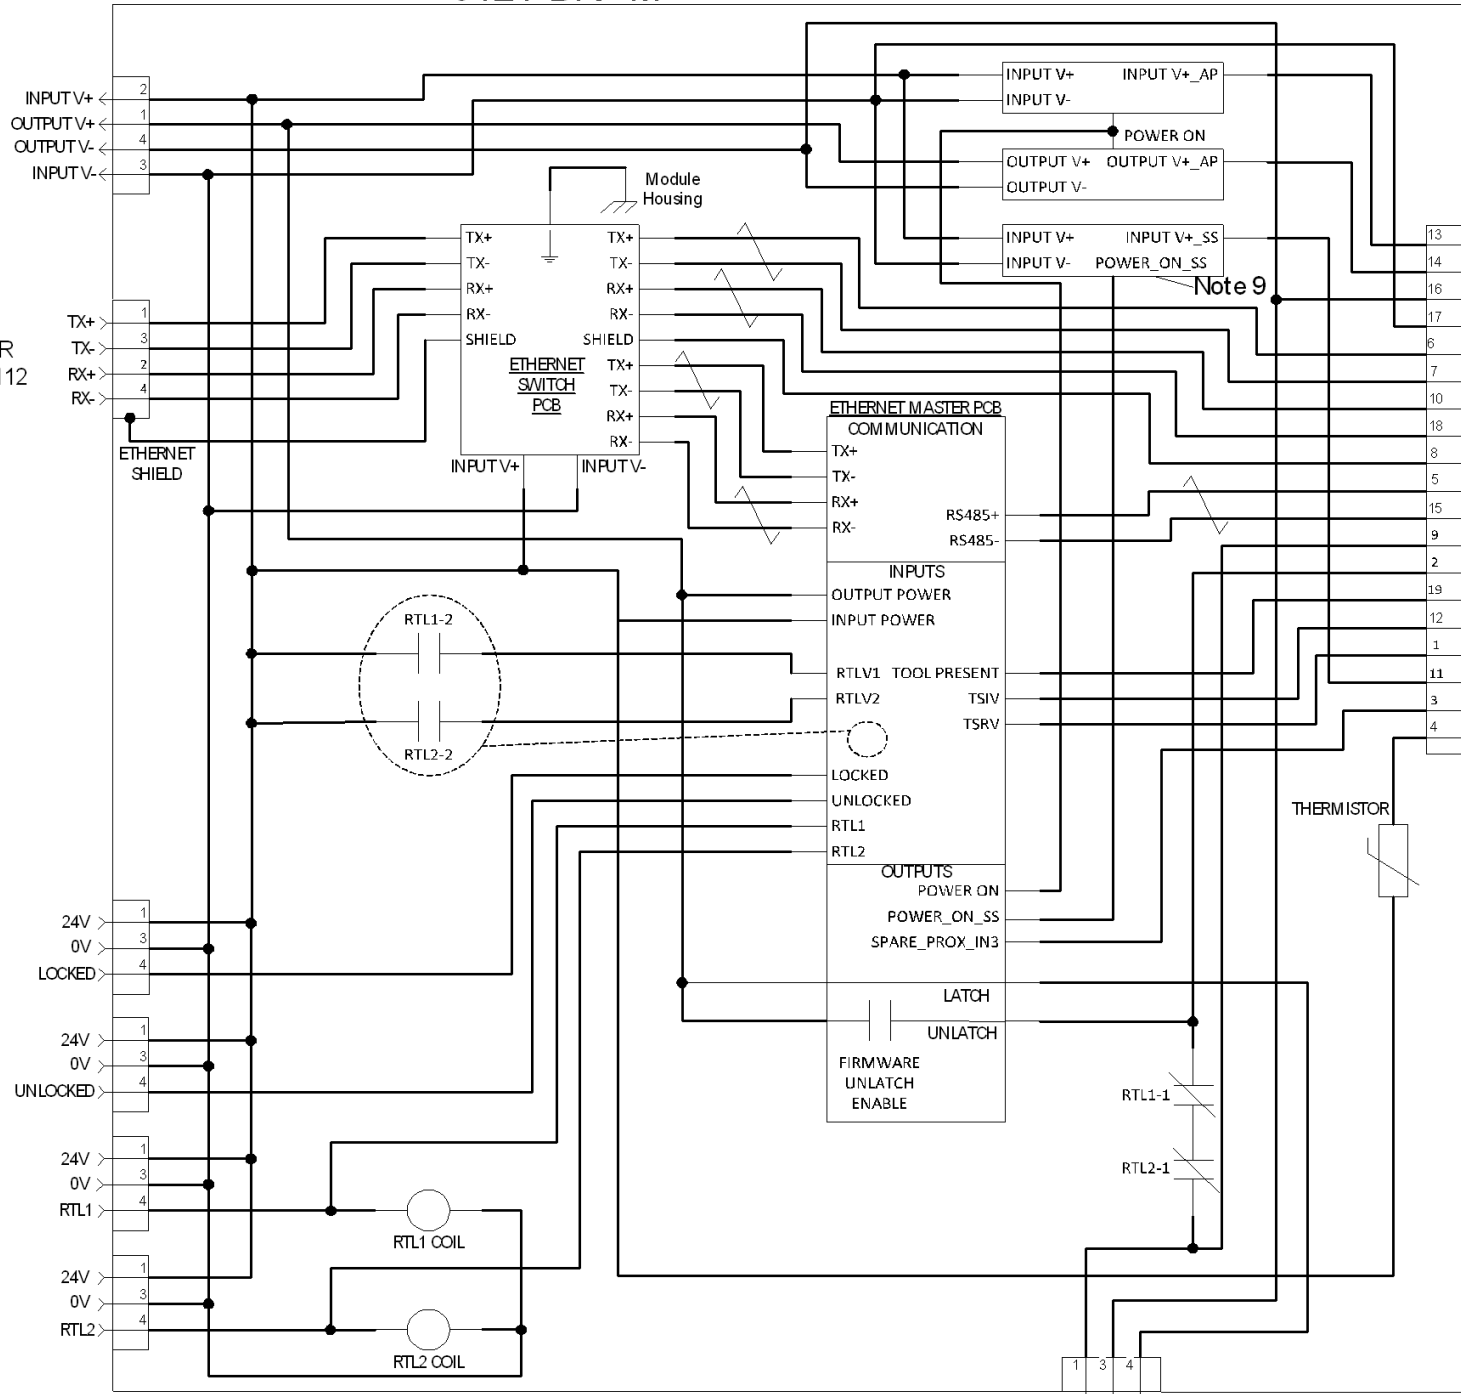 INPUT V+
OUTPUT V+
OUTPUT V-
INPUT V-
2
1
4
3
INPUT V+ INPUT V+_AP
INPUT V-
POWER ON
OUTPUT V+ OUTPUT V+_AP
OUTPUT V-
INPUT V+ INPUT V+_SS
INPUT V- POWER_ON_SS
Note 9
Module
Housing
TX+ TX+
TX- TX-
RX+ RX+
RX- RX-
SHIELD SHIELD
ETHERNET
SWITCH
PCB
TX+
TX-
RX+
RX-
INPUT V+ INPUT V-
R
112
TX+ 1
TX- 3
RX+ 2
RX- 4
ETHERNET
SHIELD
ETHERNET MASTER PCB
COMMUNICATION
TX+
TX-
RX+
RX-
RS485+
RS485-
INPUTS
OUTPUT POWER
INPUT POWER
RTLV1 TOOL PRESENT
RTLV2 TSIV
TSRV
LOCKED
UNLOCKED
RTL1
RTL2
OUTPUTS
POWER ON
POWER_ON_SS
SPARE_PROX_IN3
LATCH
UNLATCH
FIRMWARE
UNLATCH
ENABLE
RTL1-2
RTL2-2
13
14
16
17
6
7
10
18
8
5
15
9
2
19
12
1
11
3
4
THERMISTOR
RTL1-1
RTL2-1
24V 1
0V 3
LOCKED 4
24V 1
0V 3
UNLOCKED 4
24V 1
0V 3
RTL1 4
RTL1 COIL
24V 1
0V 3
RTL2 4
RTL2 COIL
1 3 4